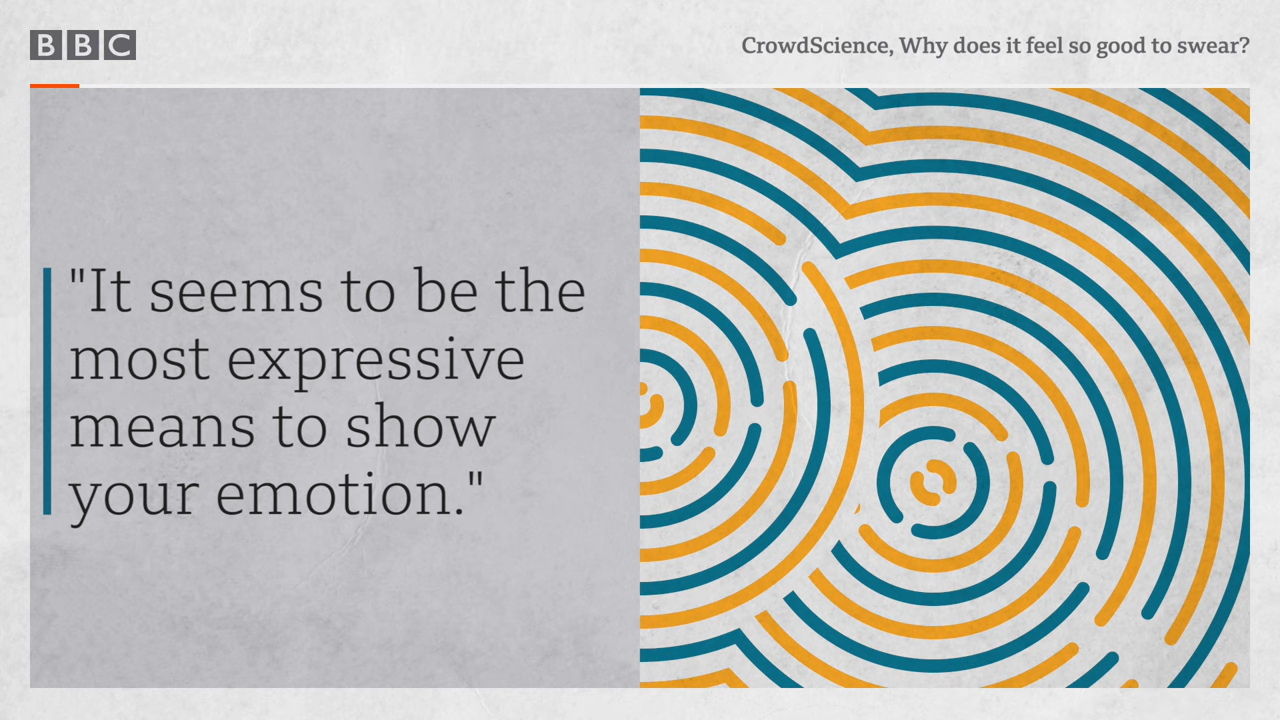 BBC
CrowdScience, Why does it feel so good to swear?
"It seems to be the
most expressive
means to show
your emotion."